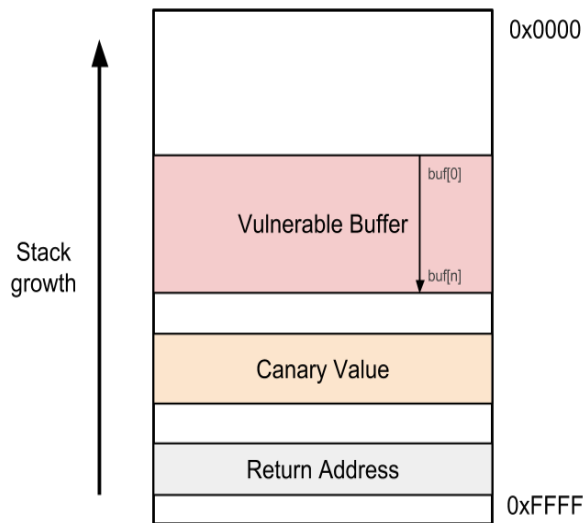 0x0000
buf[0]
Vulnerable Buffer
Stack
growth
buf[n]
Canary Value
Return Address
0xFFFF